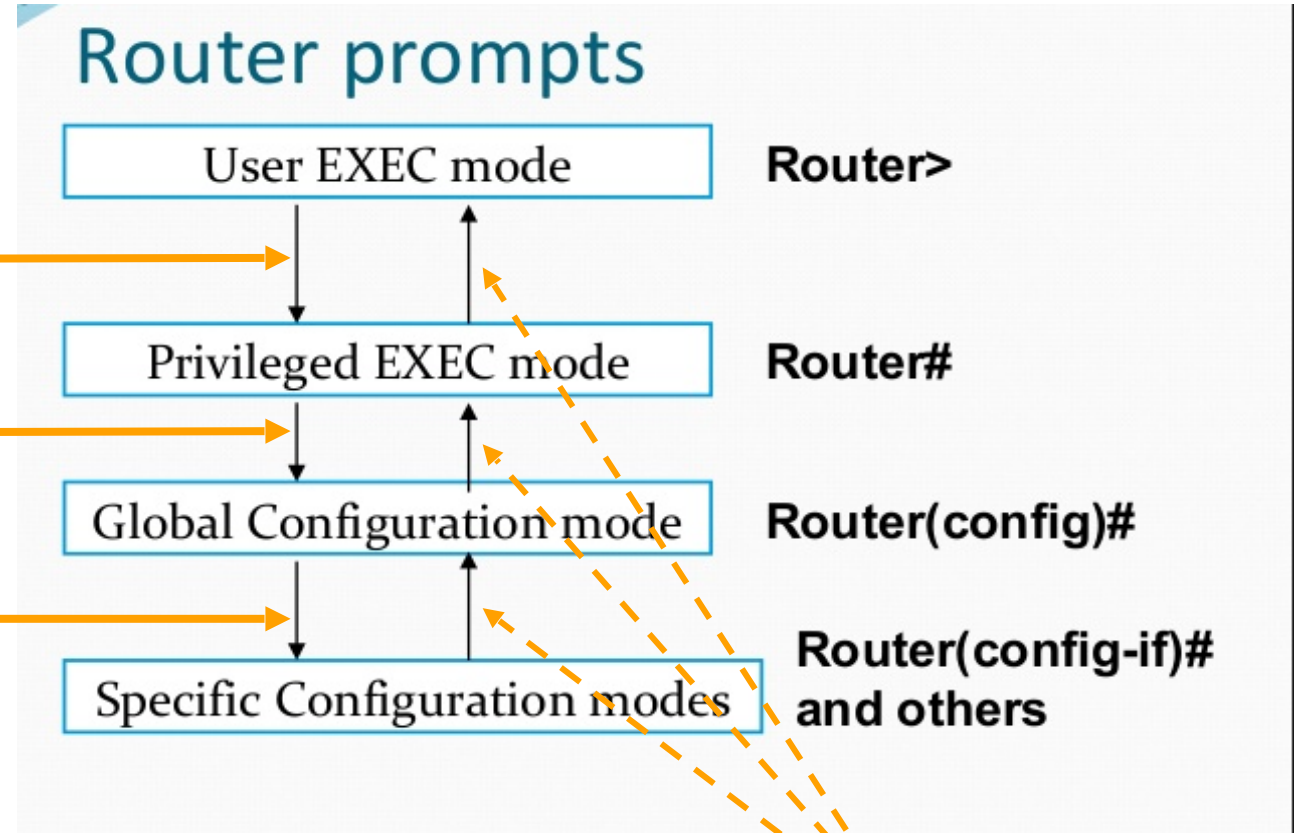 Router prompts
User EXEC mode
Router>
Privileged EXEC mode
Router#
Global Configuration mode
Router(config)#
Specific Configuration modes
Router(config-if)#
and others